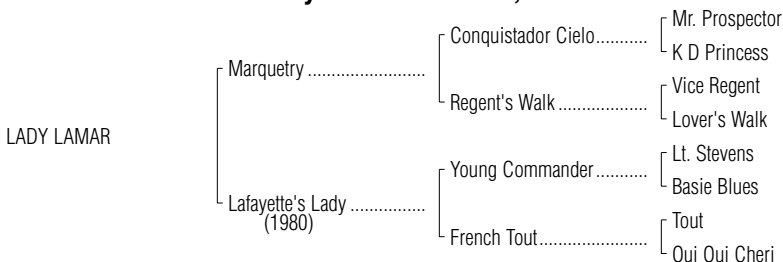 Mr. Prospector
Conquistador Cielo...........
K D Princess
Marquetry .........................
Vice Regent
Regent's Walk ...................
Lover's Walk
LADY LAMAR
Lt. Stevens
Young Commander...........
Basie Blues
Lafayette's Lady ................
(1980)
Tout
French Tout.......................
Oui Oui Cheri